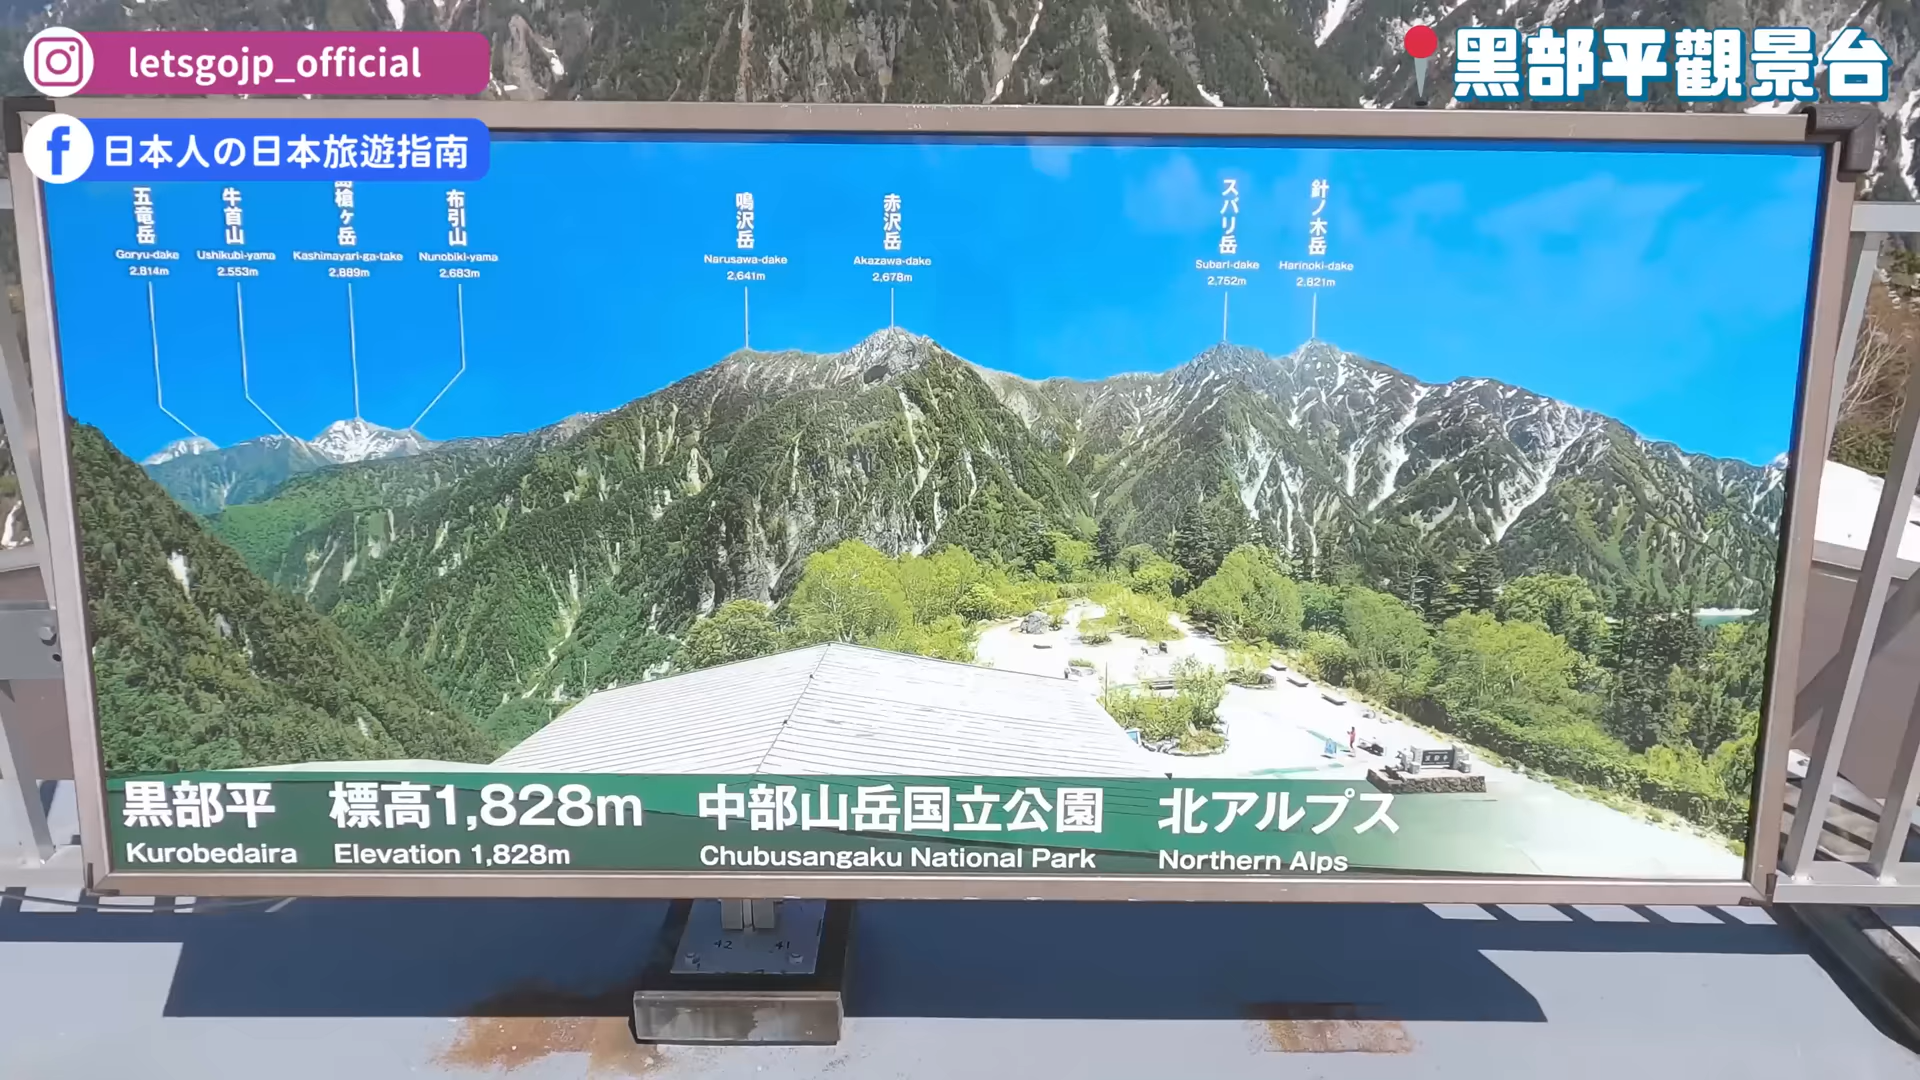 letsgojp_official
黑部平觀景台
日本人の日本旅遊指南
五竜岳
Goryu-dake
2.814m
牛首山
Ushikubi-yama
2.553m
槍ヶ岳
Kashimayari-ga-take
2.889m
布引山
Nunobiki-yama
2.683m
鳴沢岳
Narusawa-dake
2,641m
赤沢岳
Akazawa-dake
2,678m
スバリ岳
Subari-dake
2,752m
針ノ木岳
Harinoki-dake
2,821m
黒部平 標高1,828m 中部山岳国立公園 北アルプス
Kurobedaira Elevation 1,828m Chubusangaku National Park Northern Alps
42 41